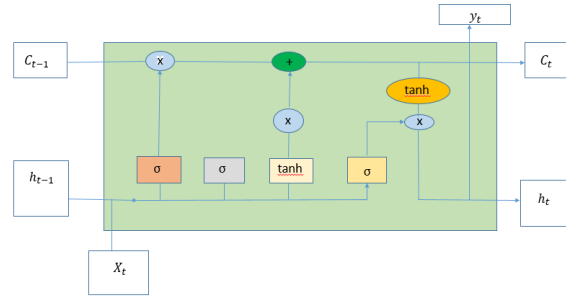 y_t
C_{t-1}
x
+
C_t
tanh
x
x
h_{t-1}
σ
σ
tanh
σ
h_t
X_t